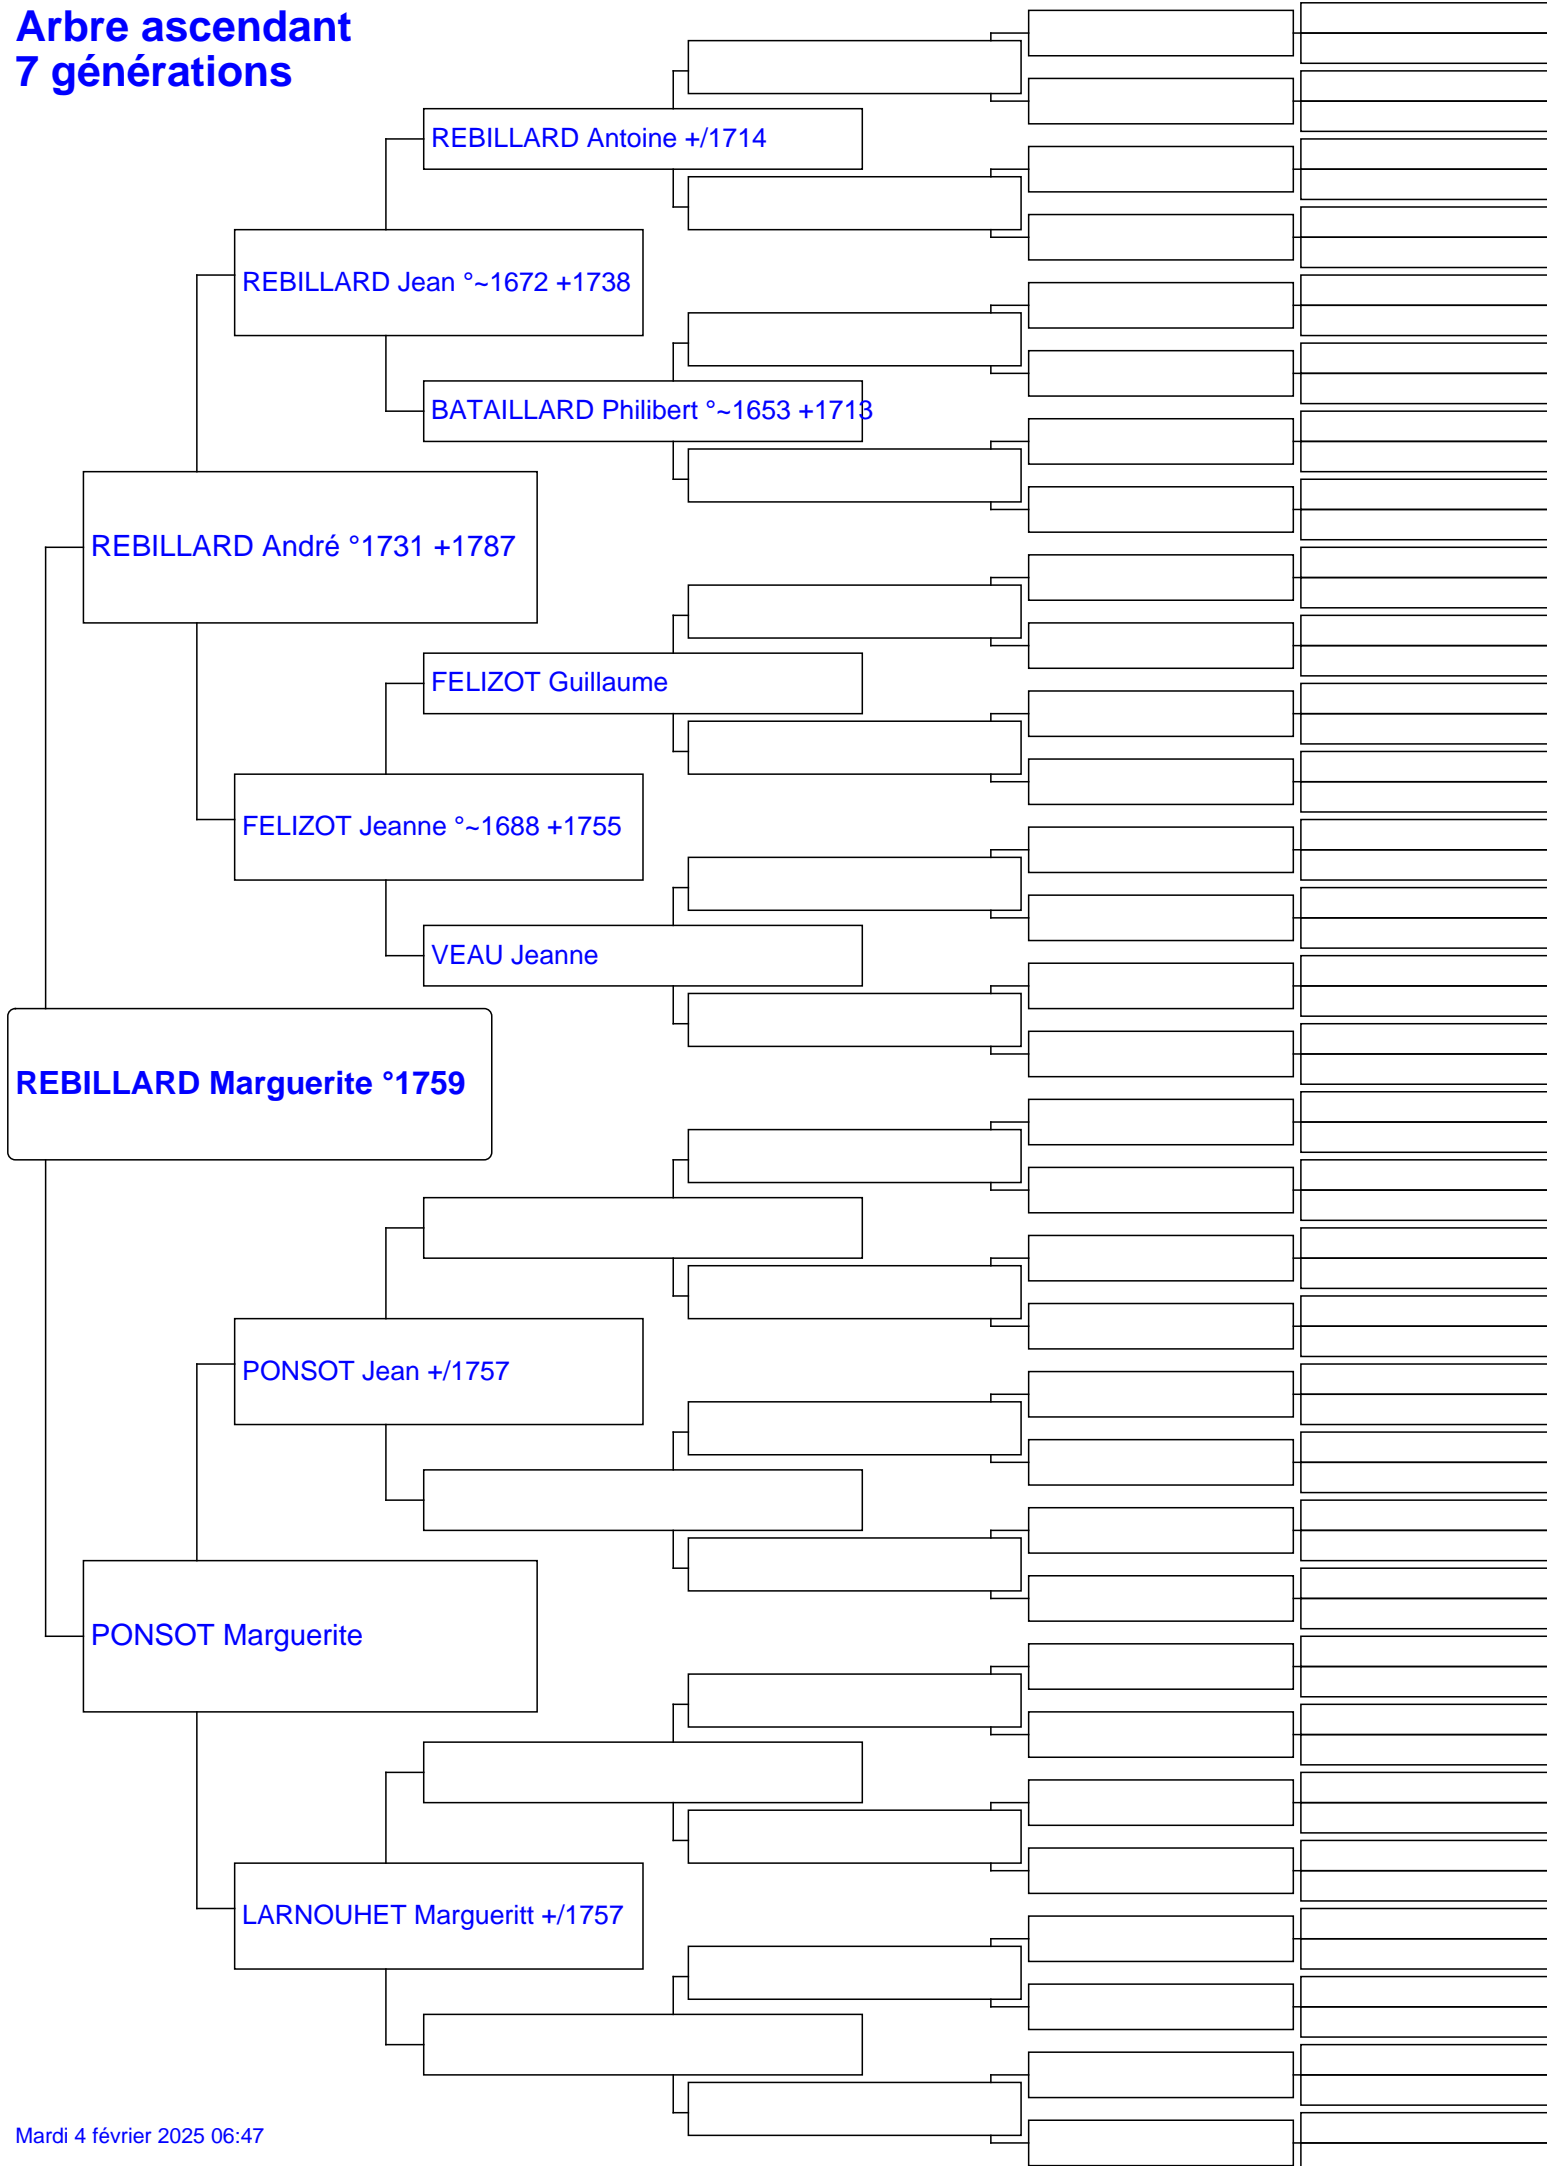 Arbre ascendant
7 générations
REBILLARD Antoine +/1714
REBILLARD Jean °~1672 +1738
BATAILLARD Philibert °~1653 +1713
REBILLARD André °1731 +1787
FELIZOT Guillaume
FELIZOT Jeanne °~1688 +1755
VEAU Jeanne
REBILLARD Marguerite °1759
PONSOT Jean +/1757
PONSOT Marguerite
LARNOUHET Margueritt +/1757
Mardi 4 février 2025 06:47